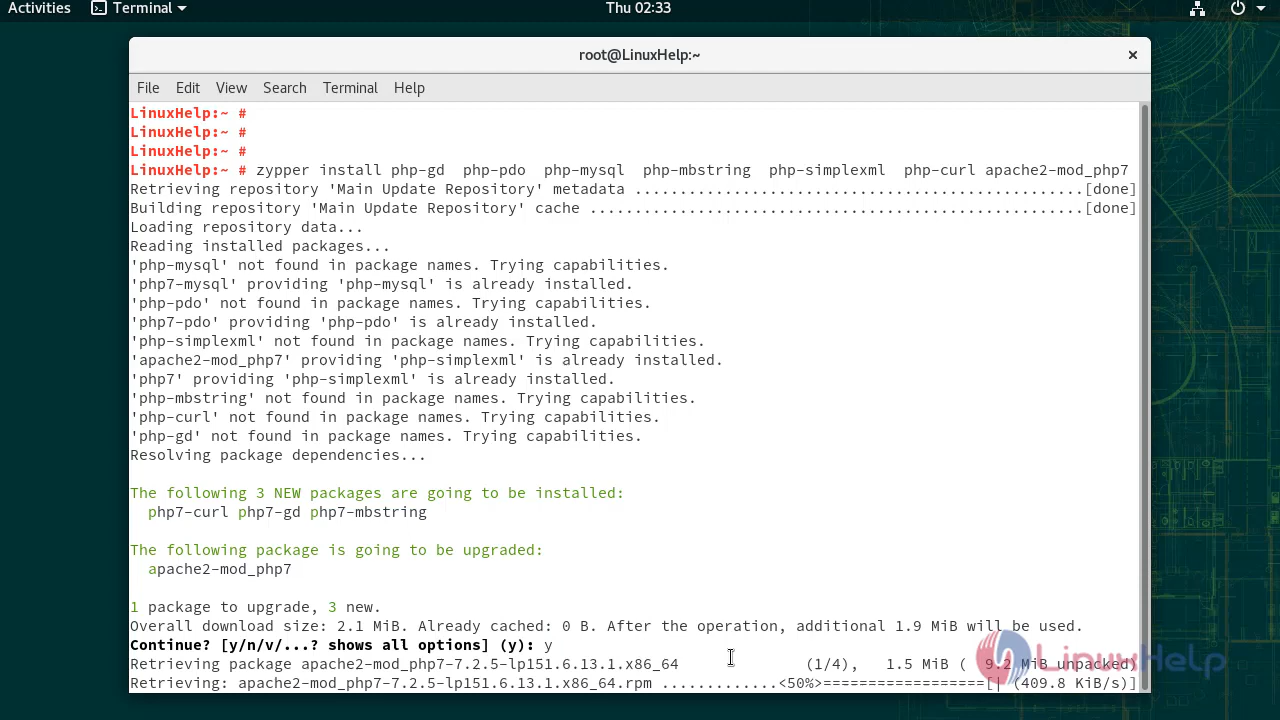 Activities Terminal Thu 02:33
root@LinuxHelp:~ ×
File Edit View Search Terminal Help
LinuxHelp:~ #
LinuxHelp:~ #
LinuxHelp:~ #
LinuxHelp:~ # zypper install php-gd  php-pdo  php-mysql  php-mbstring  php-simplexml  php-curl apache2-mod_php7
Retrieving repository 'Main Update Repository' metadata ..................................................[done]
Building repository 'Main Update Repository' cache .......................................................[done]
Loading repository data...
Reading installed packages...
'php-mysql' not found in package names. Trying capabilities.
'php7-mysql' providing 'php-mysql' is already installed.
'php-pdo' not found in package names. Trying capabilities.
'php7-pdo' providing 'php-pdo' is already installed.
'php-simplexml' not found in package names. Trying capabilities.
'apache2-mod_php7' providing 'php-simplexml' is already installed.
'php7' providing 'php-simplexml' is already installed.
'php-mbstring' not found in package names. Trying capabilities.
'php-curl' not found in package names. Trying capabilities.
'php-gd' not found in package names. Trying capabilities.
Resolving package dependencies...
The following 3 NEW packages are going to be installed:
  php7-curl php7-gd php7-mbstring
The following package is going to be upgraded:
  apache2-mod_php7
1 package to upgrade, 3 new.
Overall download size: 2.1 MiB. Already cached: 0 B. After the operation, additional 1.9 MiB will be used.
Continue? [y/n/v/...? shows all options] (y): y
Retrieving package apache2-mod_php7-7.2.5-lp151.6.13.1.x86_64              (1/4),   1.5 MiB (  9.2 MiB unpacked)
Retrieving: apache2-mod_php7-7.2.5-lp151.6.13.1.x86_64.rpm .............<50%>==================[| (409.8 KiB/s)]
LinuxHelp